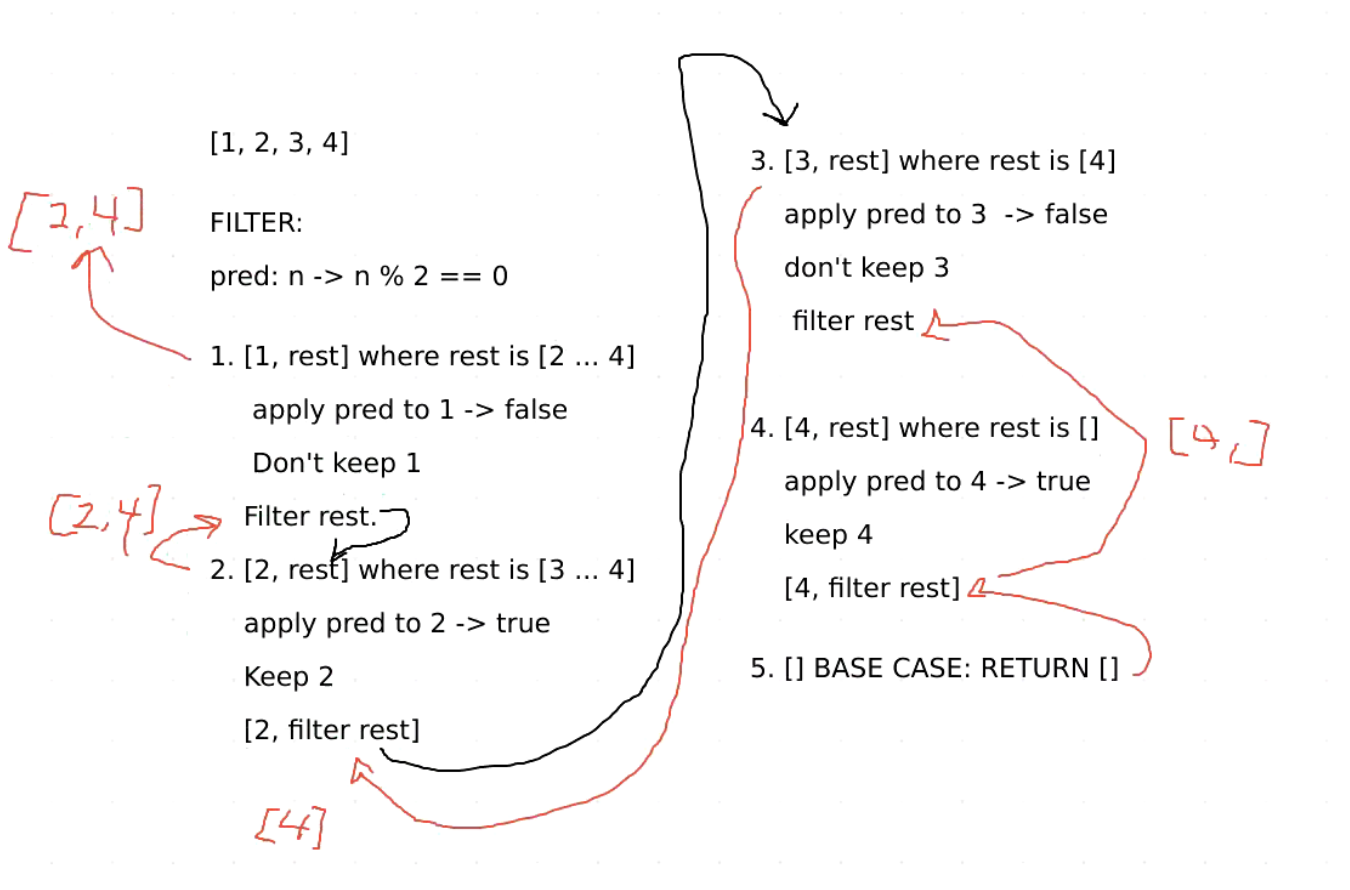 [1, 2, 3, 4]
[2,4]
FILTER:
pred: n -> n % 2 == 0
1. [1, rest] where rest is [2 ... 4]
apply pred to 1 -> false
Don't keep 1
[2,4]
Filter rest.
2. [2, rest] where rest is [3 ... 4]
apply pred to 2 -> true
Keep 2
[2, filter rest]
[4]
3. [3, rest] where rest is [4]
apply pred to 3 -> false
don't keep 3
filter rest
4. [4, rest] where rest is []
[4,]
apply pred to 4 -> true
keep 4
[4, filter rest]
5. [] BASE CASE: RETURN []